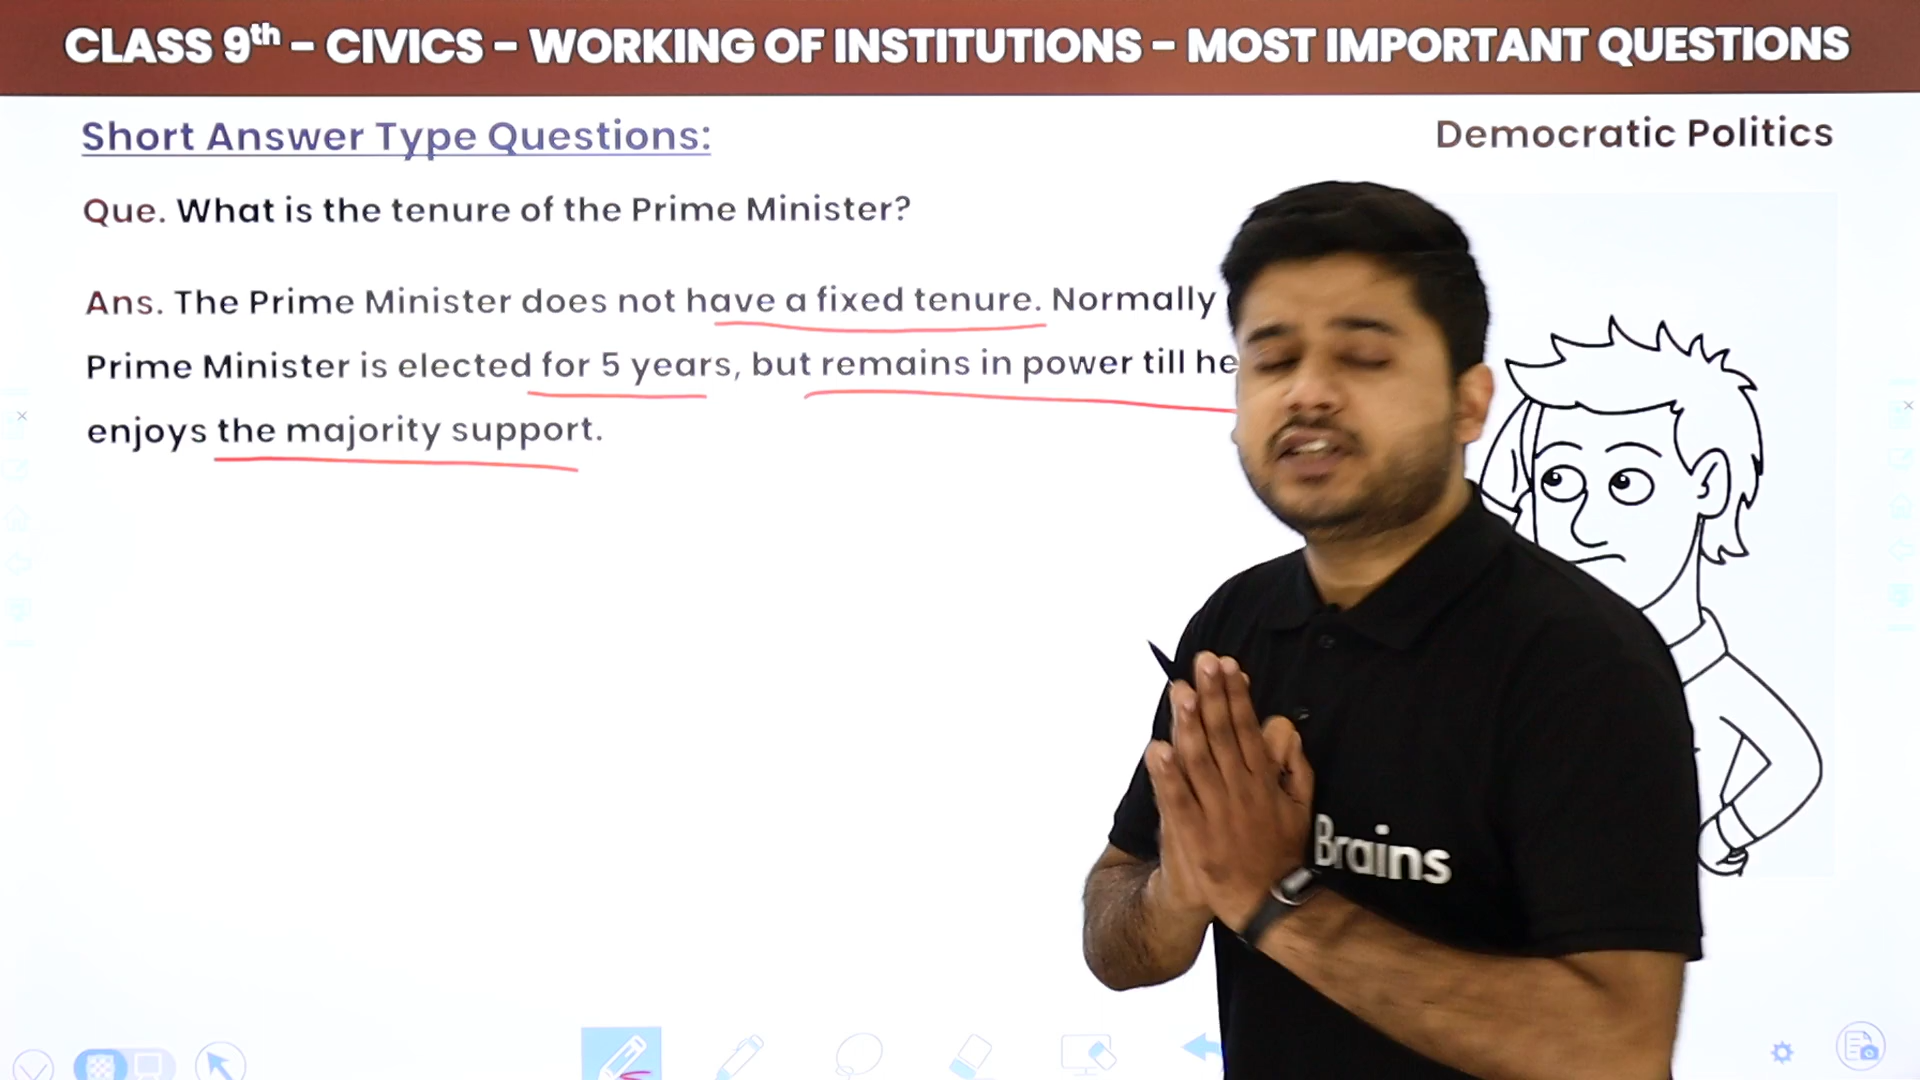 CLASS 9th – CIVICS – WORKING OF INSTITUTIONS – MOST IMPORTANT QUESTIONS
Short Answer Type Questions:
Democratic Politics
Que. What is the tenure of the Prime Minister?
Ans. The Prime Minister does not have a fixed tenure. Normally
Prime Minister is elected for 5 years, but remains in power till he
enjoys the majority support.
Brains